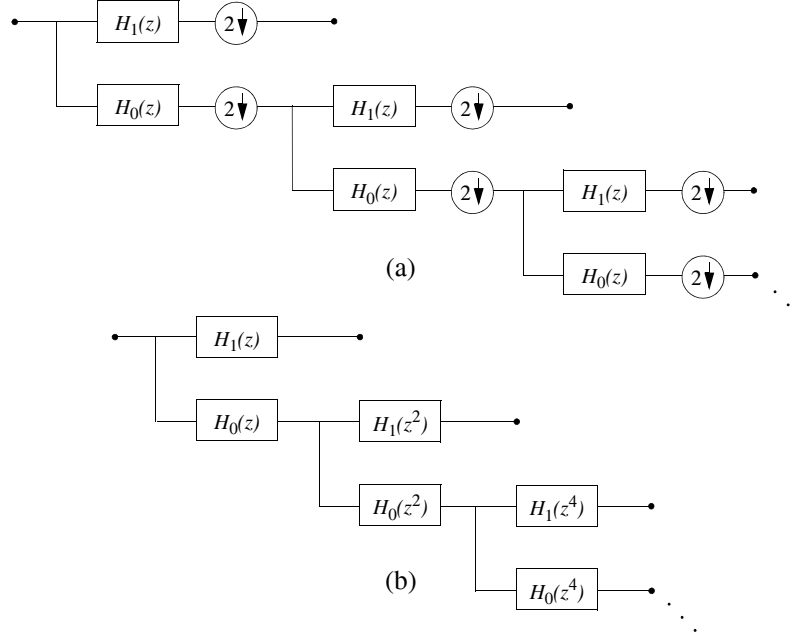 H₁(z) 2↓
H₀(z) 2↓ H₁(z) 2↓
H₀(z) 2↓ H₁(z) 2↓
(a)
H₀(z) 2↓
H₁(z)
H₀(z) H₁(z²)
H₀(z²) H₁(z⁴)
(b)
H₀(z⁴)